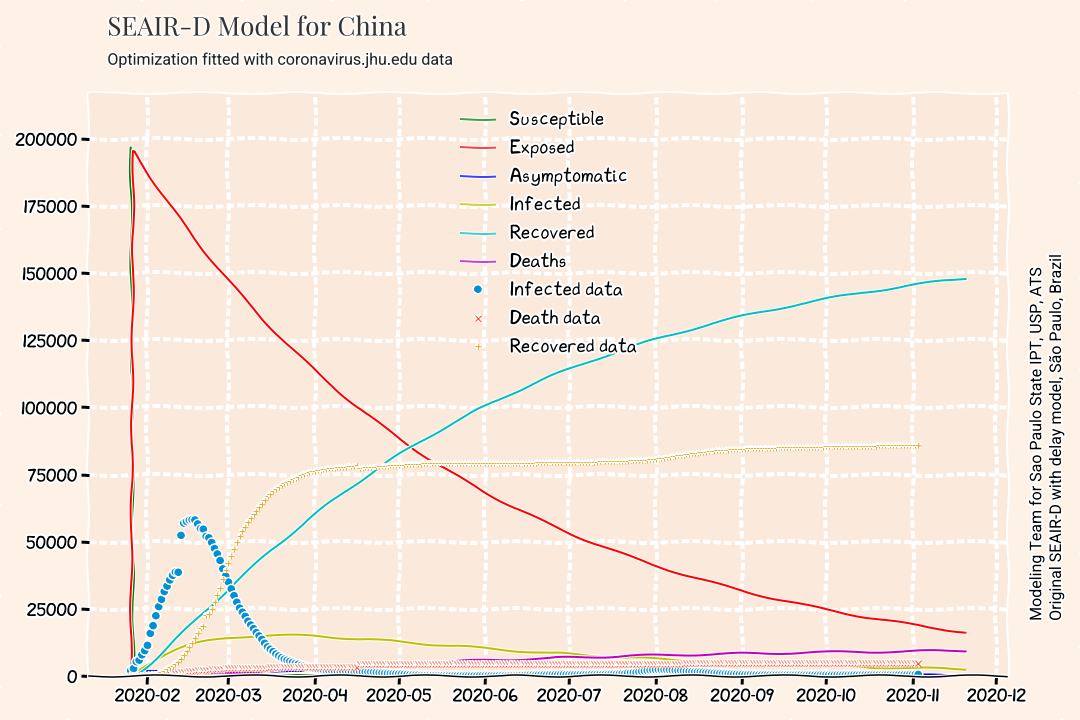 SEAIR-D Model for China
Optimization fitted with coronavirus.jhu.edu data
Susceptible
Exposed
Asymptomatic
Infected
Recovered
Deaths
Infected data
Death data
Recovered data
200000
175000
150000
125000
100000
75000
50000
25000
0
2020-02 2020-03 2020-04 2020-05 2020-06 2020-07 2020-08 2020-09 2020-10 2020-11 2020-12
Modeling Team for Sao Paulo State IPT, USP, ATS
Original SEAIR-D with delay model, São Paulo, Brazil